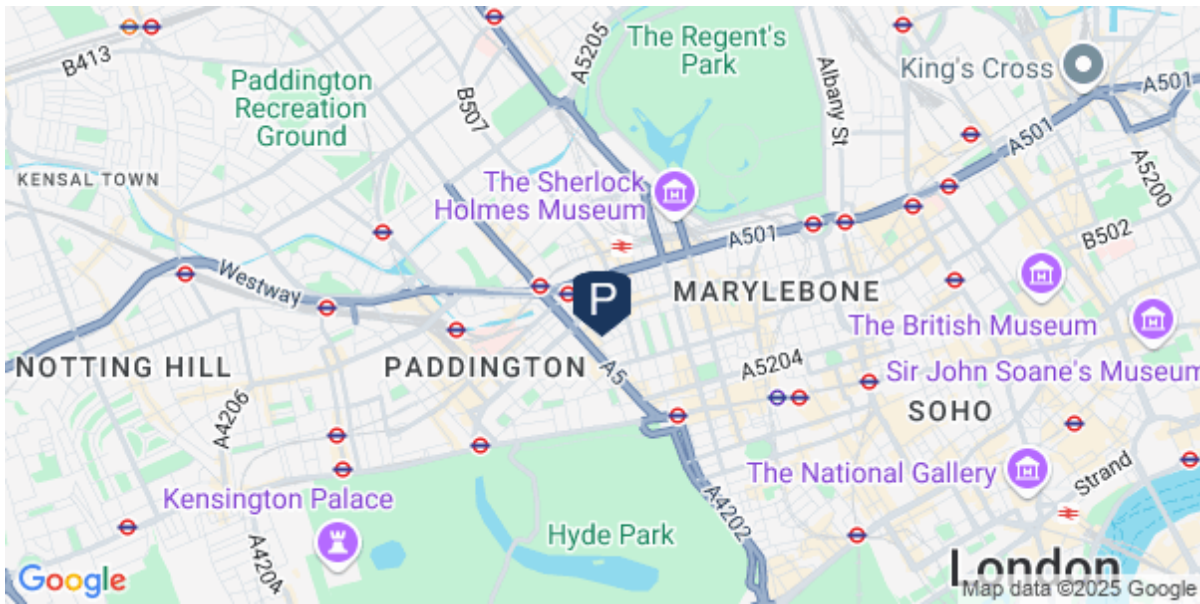 B413
A5205
The Regent's
Park
Albany St
King's Cross
A501
Paddington
Recreation
Ground
B507
A501
A5200
KENSAL TOWN
The Sherlock
Holmes Museum
A501
B502
Westway
P
MARYLEBONE
The British Museum
NOTTING HILL
PADDINGTON
A5
A5204
Sir John Soane's Museum
A4206
SOHO
Kensington Palace
The National Gallery
Strand
A4202
A4204
Hyde Park
London
Google
Map data ©2025 Google